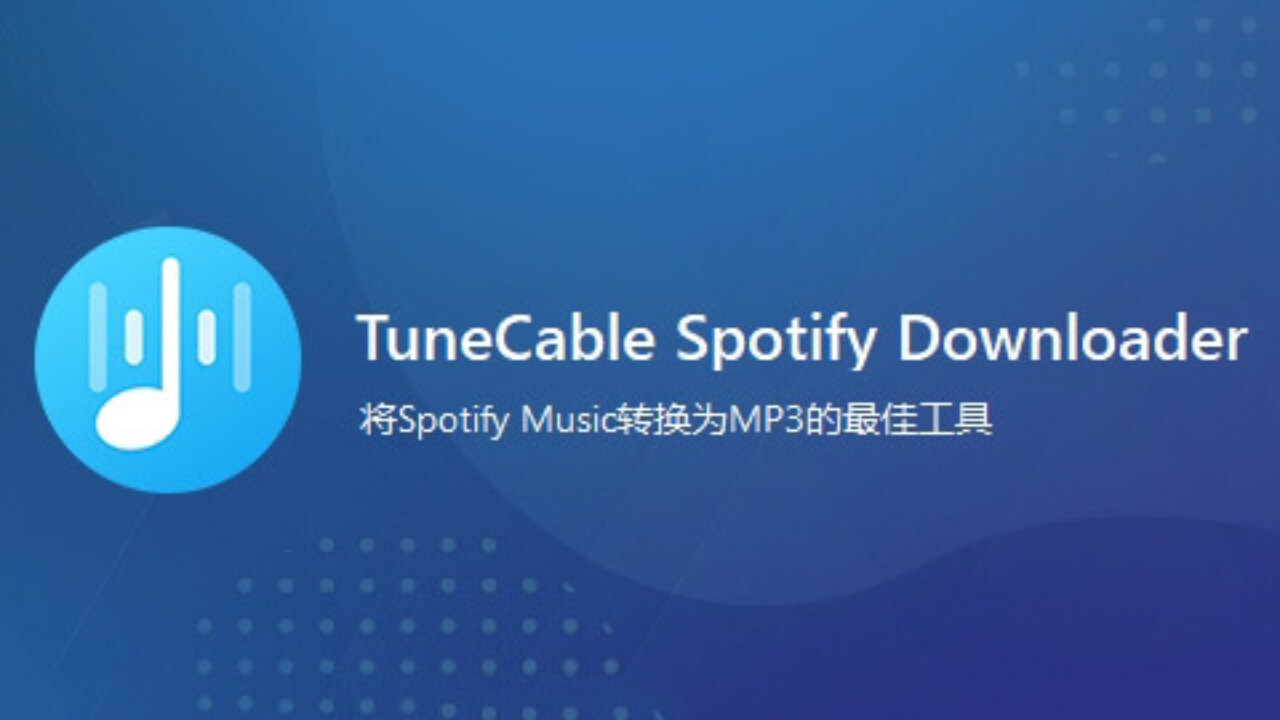 TuneCable Spotify Downloader
将Spotify Music转换为MP3的最佳工具